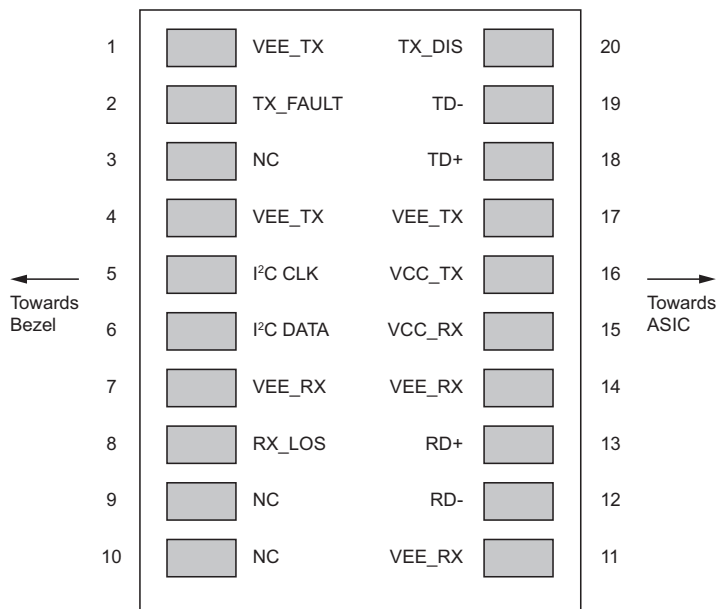 1 VEE_TX TX_DIS 20
2 TX_FAULT TD- 19
3 NC TD+ 18
4 VEE_TX VEE_TX 17
5 I²C CLK VCC_TX 16
Towards Bezel
Towards ASIC
6 I²C DATA VCC_RX 15
7 VEE_RX VEE_RX 14
8 RX_LOS RD+ 13
9 NC RD- 12
10 NC VEE_RX 11